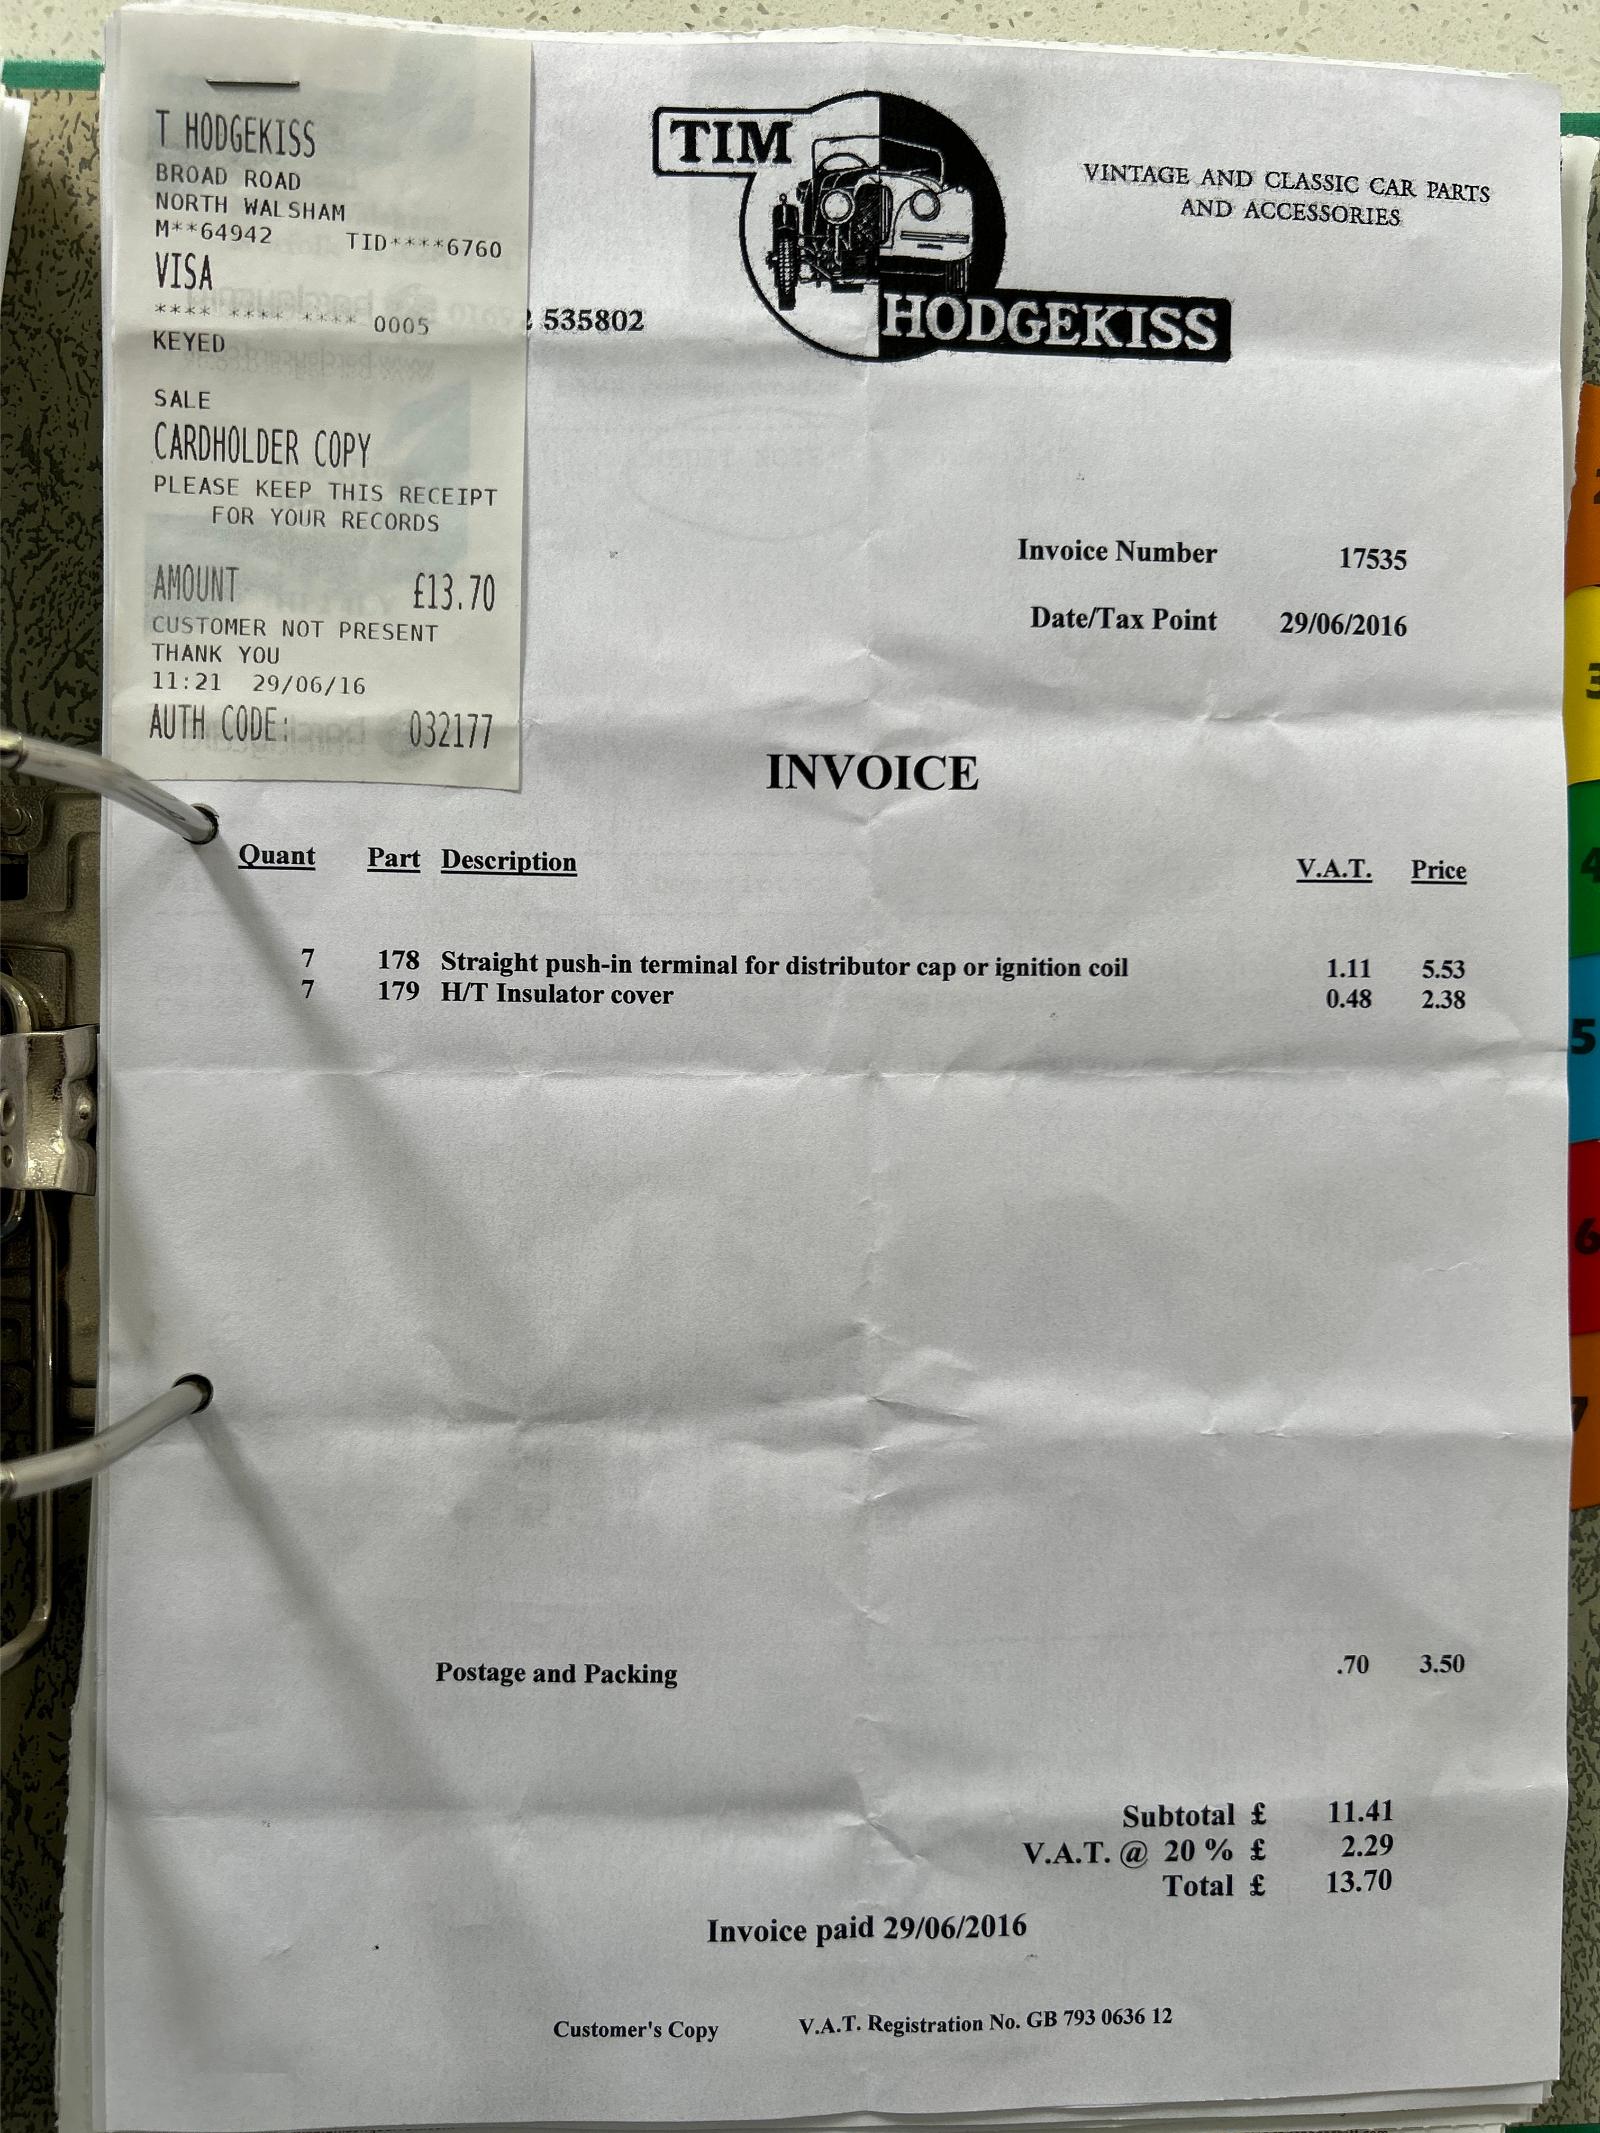 T HODGEKISS
BROAD ROAD
NORTH WALSHAM
M**64942 TID****6760
VISA
**** **** **** 0005
KEYED
SALE
CARDHOLDER COPY
PLEASE KEEP THIS RECEIPT
FOR YOUR RECORDS
AMOUNT £13.70
CUSTOMER NOT PRESENT
THANK YOU
11:21 29/06/16
AUTH CODE: 032177
535802
TIM
HODGEKISS
VINTAGE AND CLASSIC CAR PARTS
AND ACCESSORIES
Invoice Number 17535
Date/Tax Point 29/06/2016
INVOICE
Quant Part Description V.A.T. Price
7 178 Straight push-in terminal for distributor cap or ignition coil 1.11 5.53
7 179 H/T Insulator cover 0.48 2.38
Postage and Packing .70 3.50
Subtotal £ 11.41
V.A.T. @ 20 % £ 2.29
Total £ 13.70
Invoice paid 29/06/2016
Customer's Copy V.A.T. Registration No. GB 793 0636 12
3
4
5
6
7